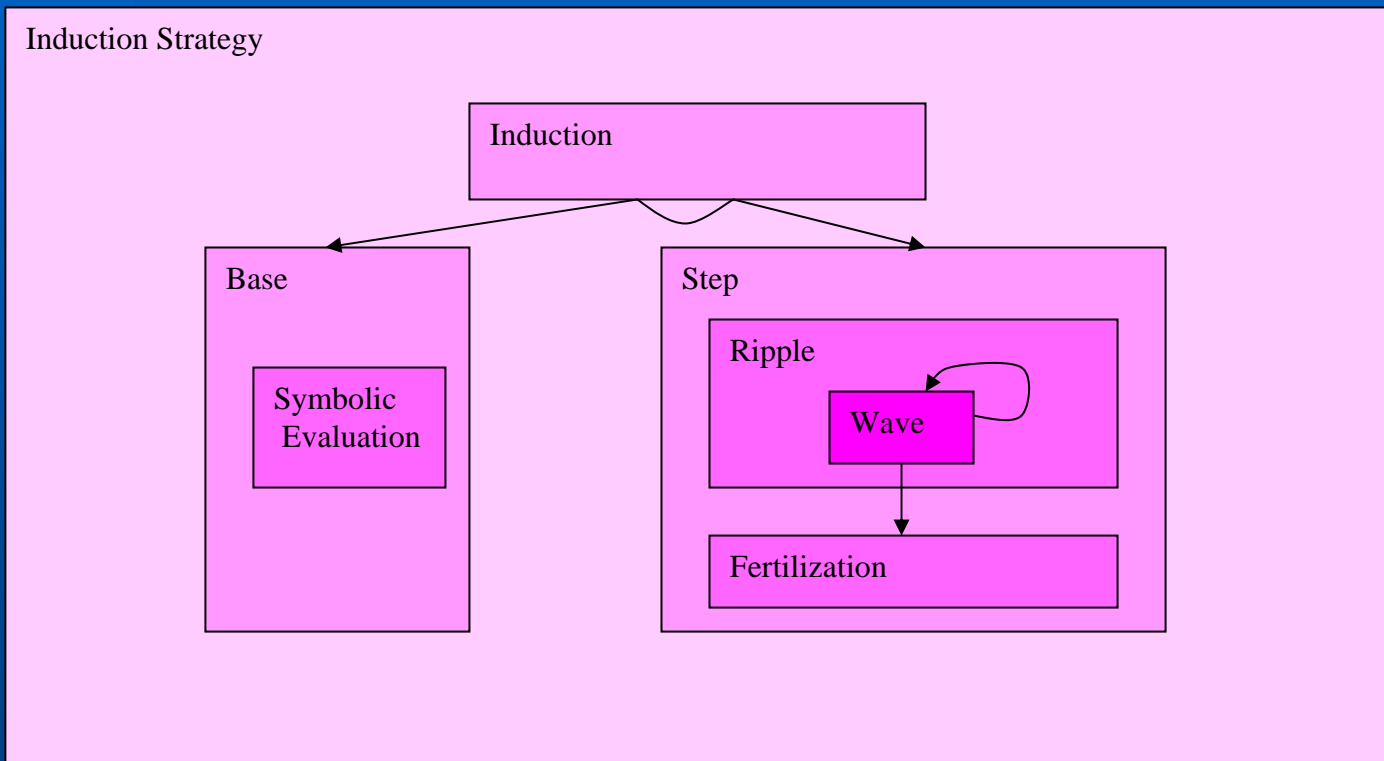 Induction Strategy
Induction
Base
Symbolic
Evaluation
Step
Ripple
Wave
Fertilization